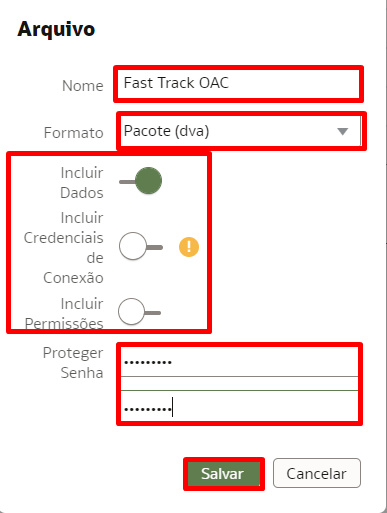 Arquivo
Nome
Fast Track OAC
Formato
Pacote (dva)
Incluir
Dados
Incluir
Credenciais
de
Conexão
Incluir
Permissões
Proteger
Senha
•••••••••
•••••••••
Salvar
Cancelar